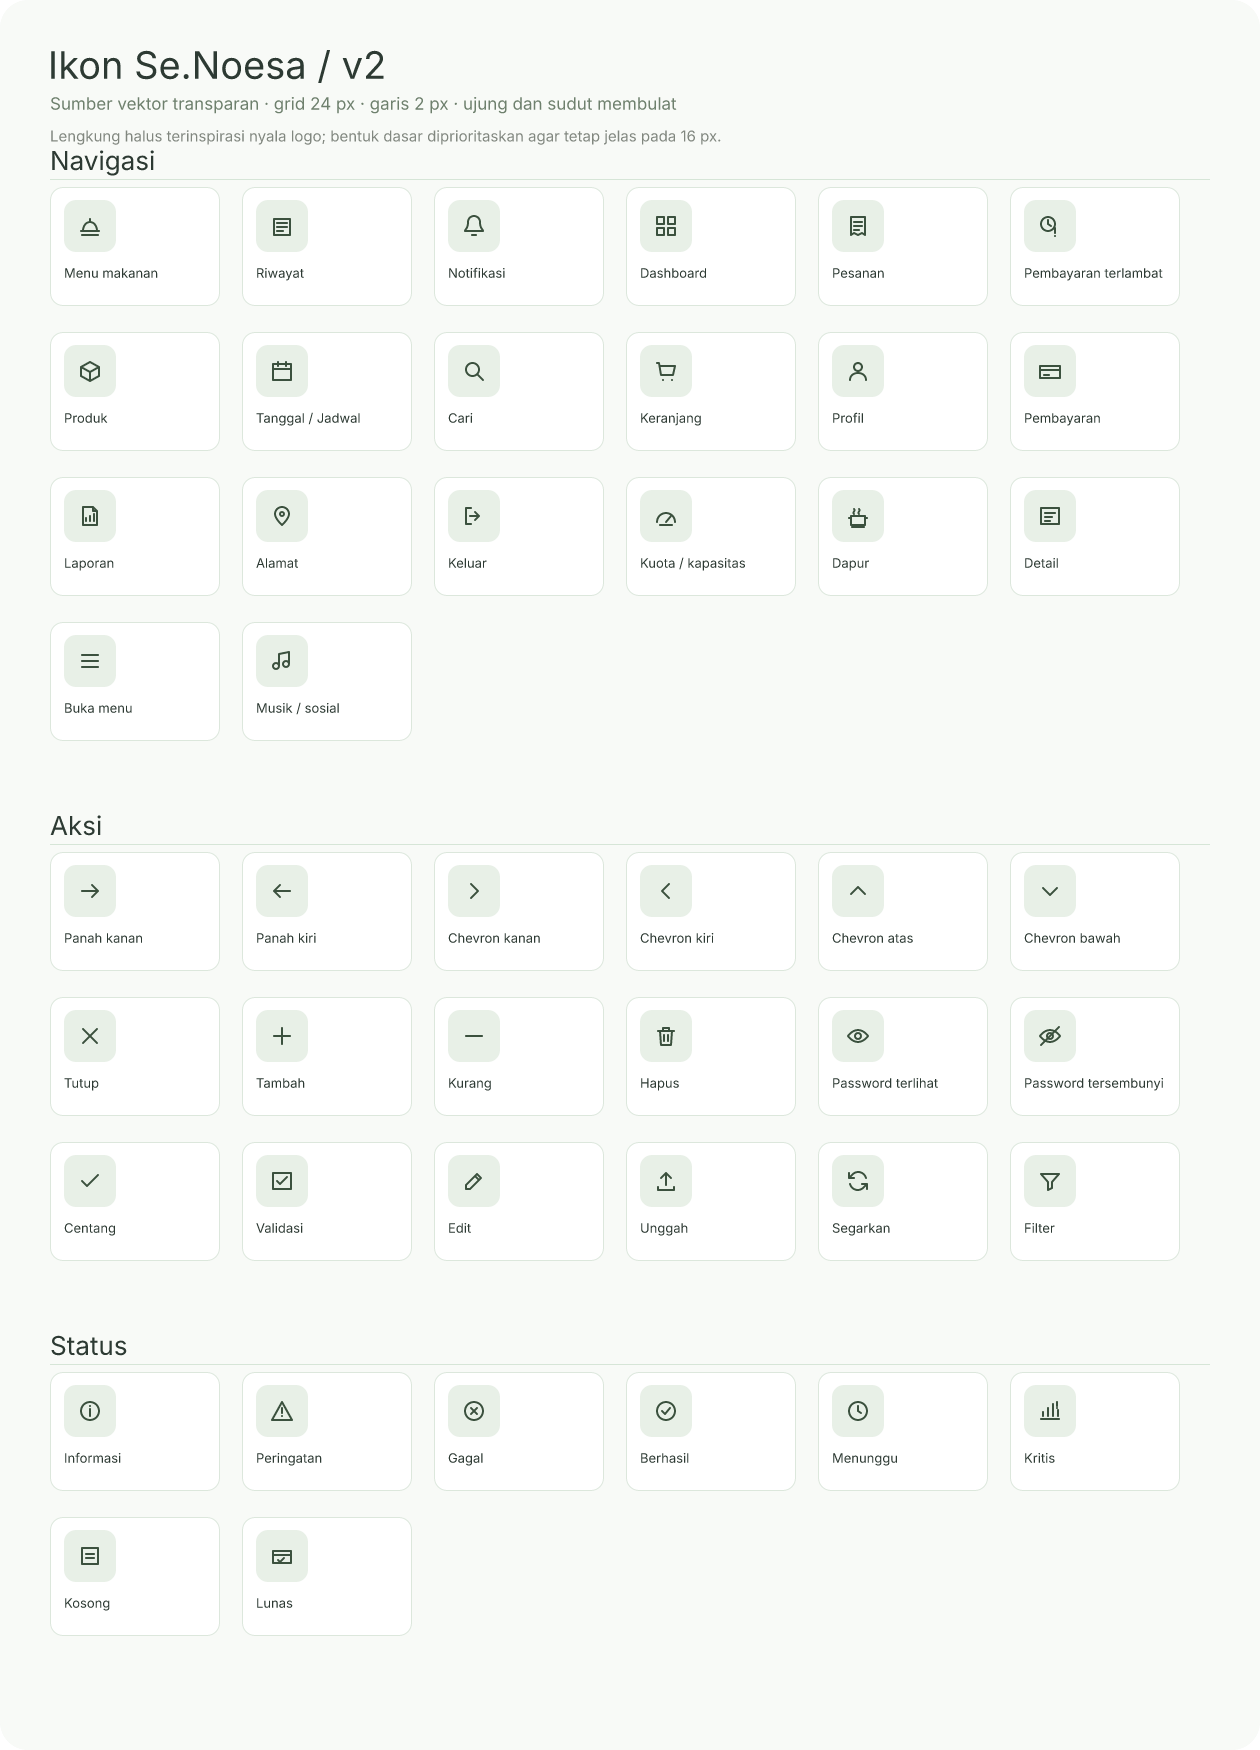 Ikon Se.Noesa / v2
Sumber vektor transparan · grid 24 px · garis 2 px · ujung dan sudut membulat
Lengkung halus terinspirasi nyala logo; bentuk dasar diprioritaskan agar tetap jelas pada 16 px.
Navigasi
Menu makanan
Riwayat
Notifikasi
Dashboard
Pesanan
Pembayaran terlambat
Produk
Tanggal / Jadwal
Cari
Keranjang
Profil
Pembayaran
Laporan
Alamat
Keluar
Kuota / kapasitas
Dapur
Detail
Buka menu
Musik / sosial
Aksi
Panah kanan
Panah kiri
Chevron kanan
Chevron kiri
Chevron atas
Chevron bawah
Tutup
Tambah
Kurang
Hapus
Password terlihat
Password tersembunyi
Centang
Validasi
Edit
Unggah
Segarkan
Filter
Status
Informasi
Peringatan
Gagal
Berhasil
Menunggu
Kritis
Kosong
Lunas